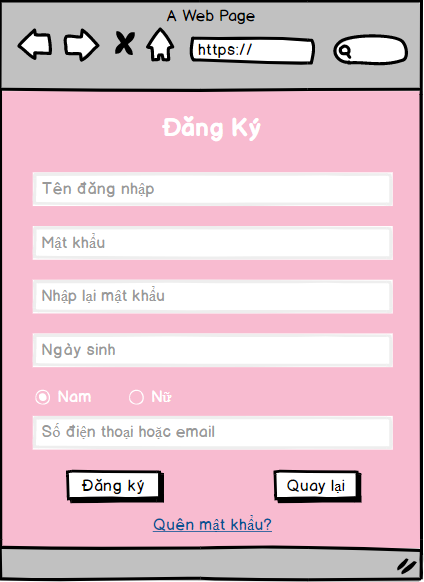 A Web Page
https://
Đăng Ký
Tên đăng nhập
Mật khẩu
Nhập lại mật khẩu
Ngày sinh
Nam Nữ
Số điện thoại hoặc email
Đăng ký Quay lại
Quên mật khẩu?